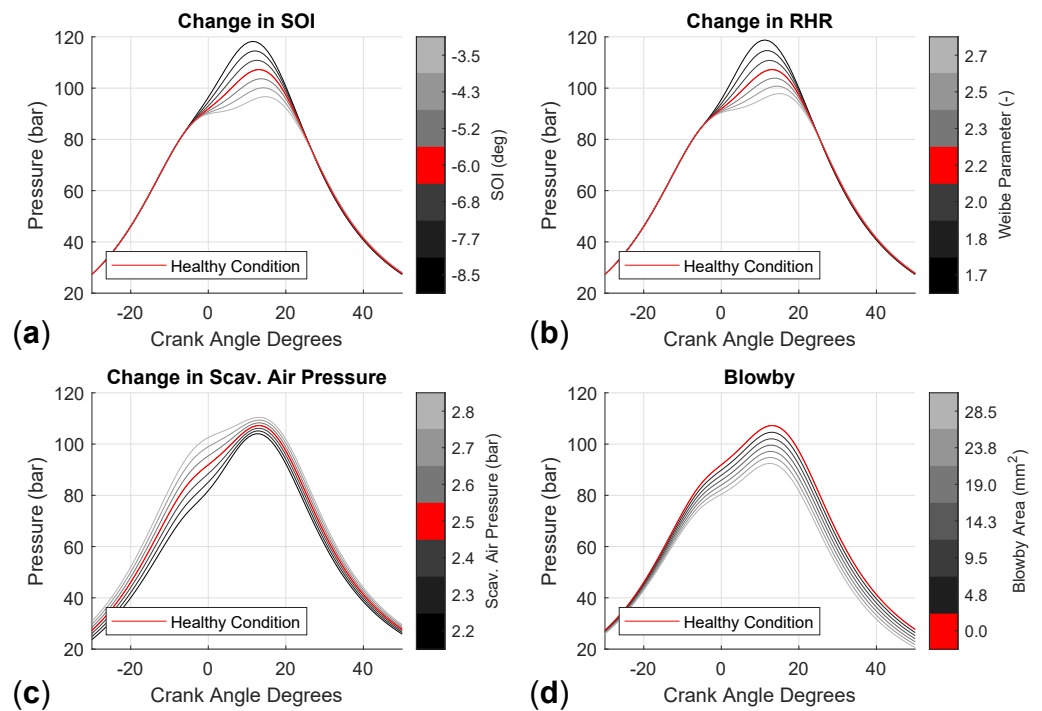 Change in SOI
120
100
80
60
40
20
Pressure (bar)
-20
0
20
40
Crank Angle Degrees
Healthy Condition
-3.5
-4.3
-5.2
-6.0
-6.8
-7.7
-8.5
SOI (deg)
(a)
Change in RHR
120
100
80
60
40
20
Pressure (bar)
-20
0
20
40
Crank Angle Degrees
Healthy Condition
2.7
2.5
2.3
2.2
2.0
1.8
1.7
Weibe Parameter (-)
(b)
Change in Scav. Air Pressure
120
100
80
60
40
20
Pressure (bar)
-20
0
20
40
Crank Angle Degrees
Healthy Condition
2.8
2.7
2.6
2.5
2.4
2.3
2.2
Scav. Air Pressure (bar)
(c)
Blowby
120
100
80
60
40
20
Pressure (bar)
-20
0
20
40
Crank Angle Degrees
Healthy Condition
28.5
23.8
19.0
14.3
9.5
4.8
0.0
Blowby Area (mm²)
(d)